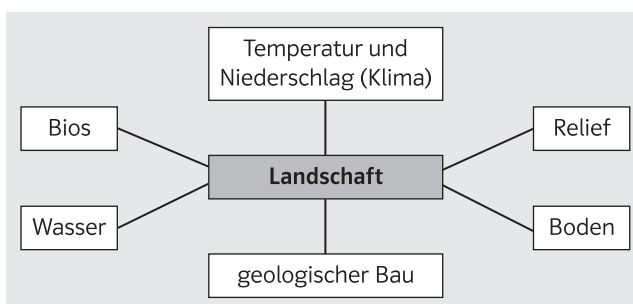 Temperatur und
Niederschlag (Klima)
Bios
Relief
Landschaft
Wasser
Boden
geologischer Bau